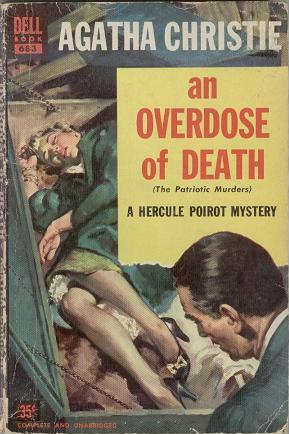 DELL
BOOK
683
AGATHA CHRISTIE
an
OVERDOSE
of DEATH
(The Patriotic Murders)
A HERCULE POIROT MYSTERY
35¢
COMPLETE AND UNABRIDGED